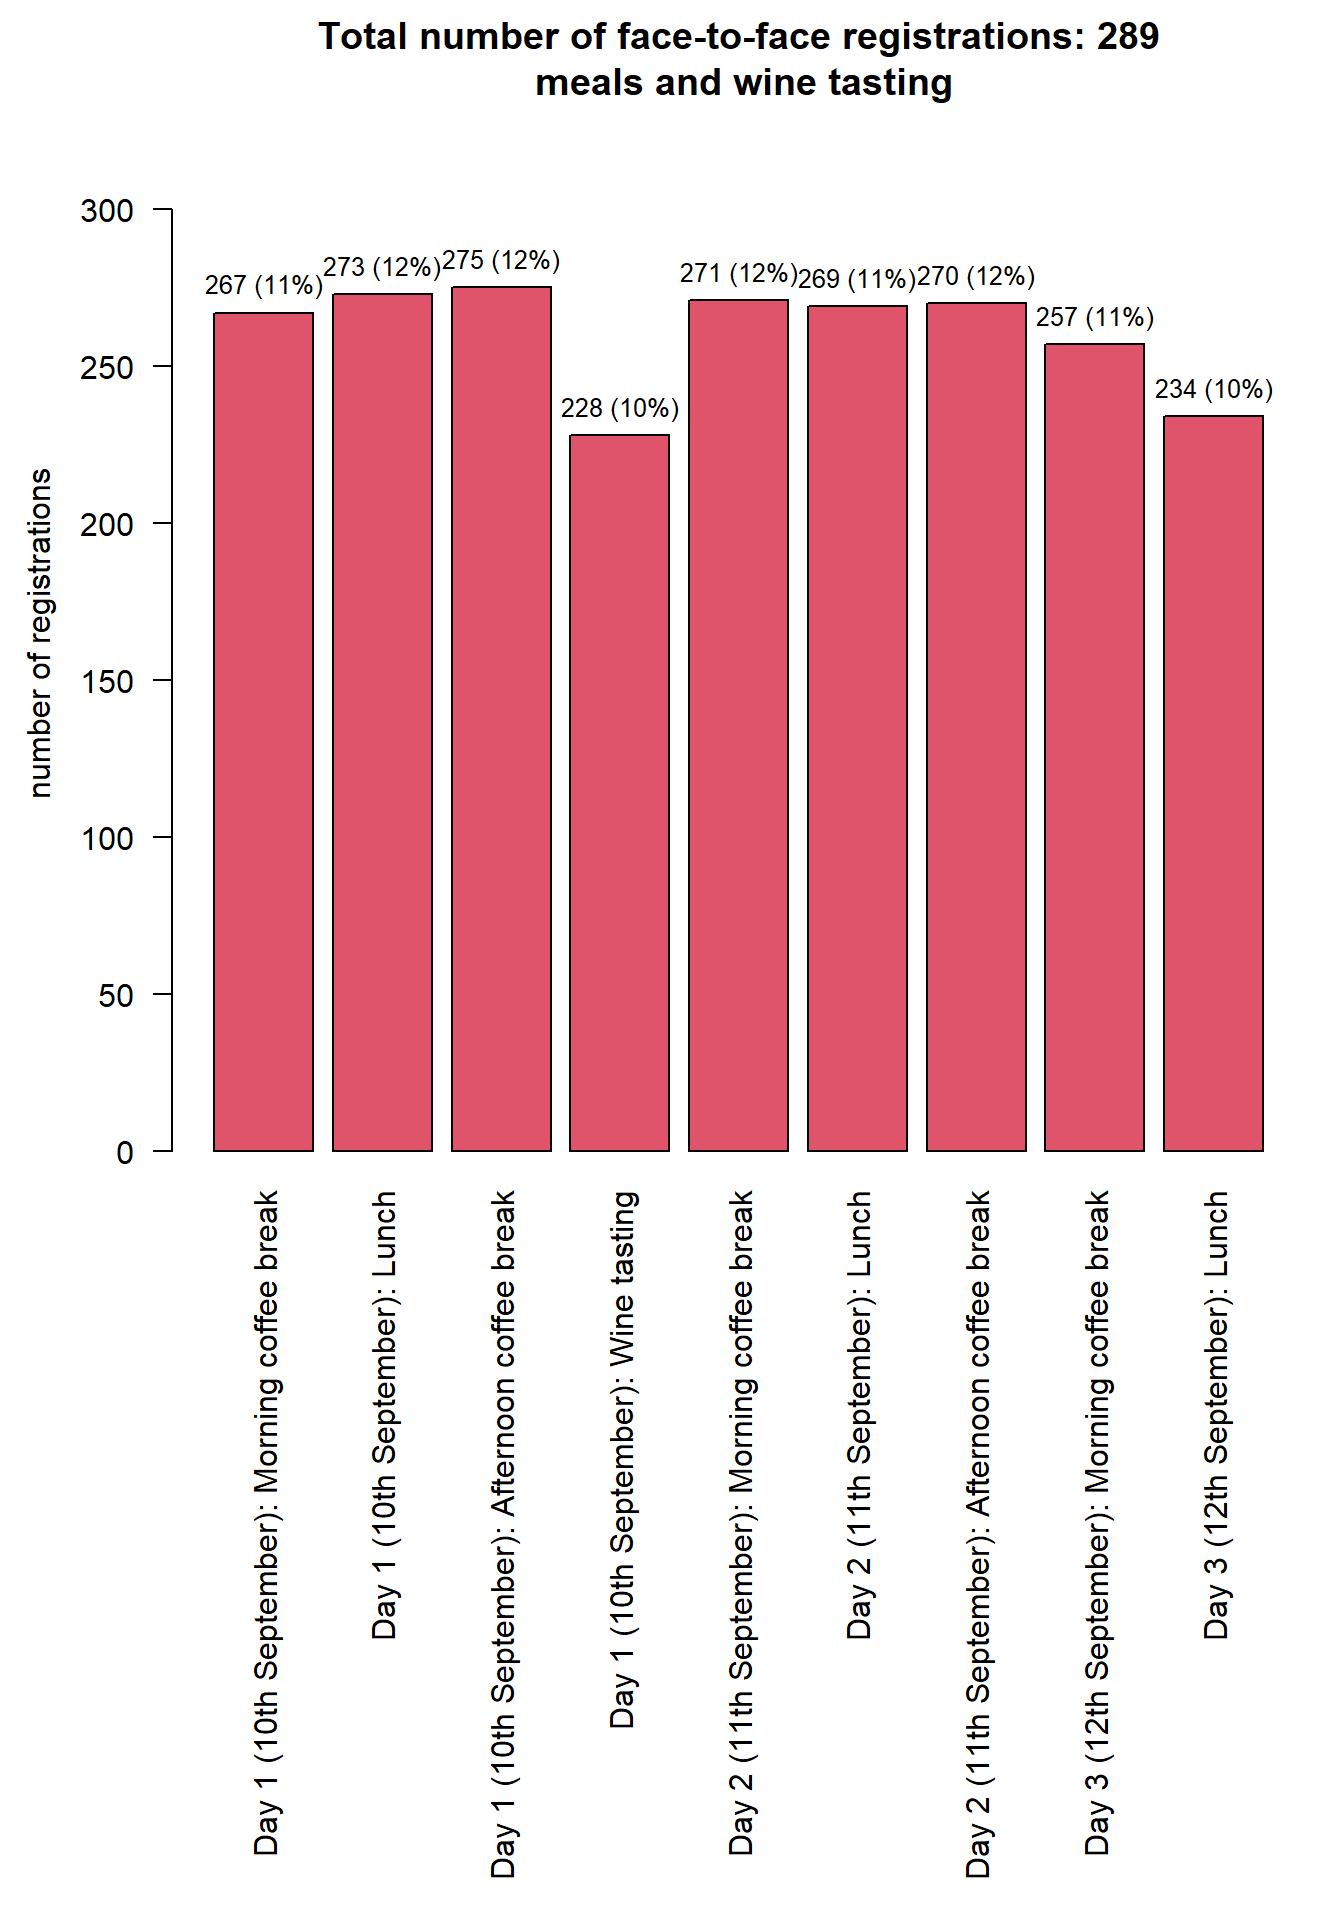 Total number of face-to-face registrations: 289
meals and wine tasting
number of registrations
300
250
200
150
100
50
0
267 (11%)
273 (12%)
275 (12%)
228 (10%)
271 (12%)
269 (11%)
270 (12%)
257 (11%)
234 (10%)
Day 1 (10th September): Morning coffee break
Day 1 (10th September): Lunch
Day 1 (10th September): Afternoon coffee break
Day 1 (10th September): Wine tasting
Day 2 (11th September): Morning coffee break
Day 2 (11th September): Lunch
Day 2 (11th September): Afternoon coffee break
Day 3 (12th September): Morning coffee break
Day 3 (12th September): Lunch